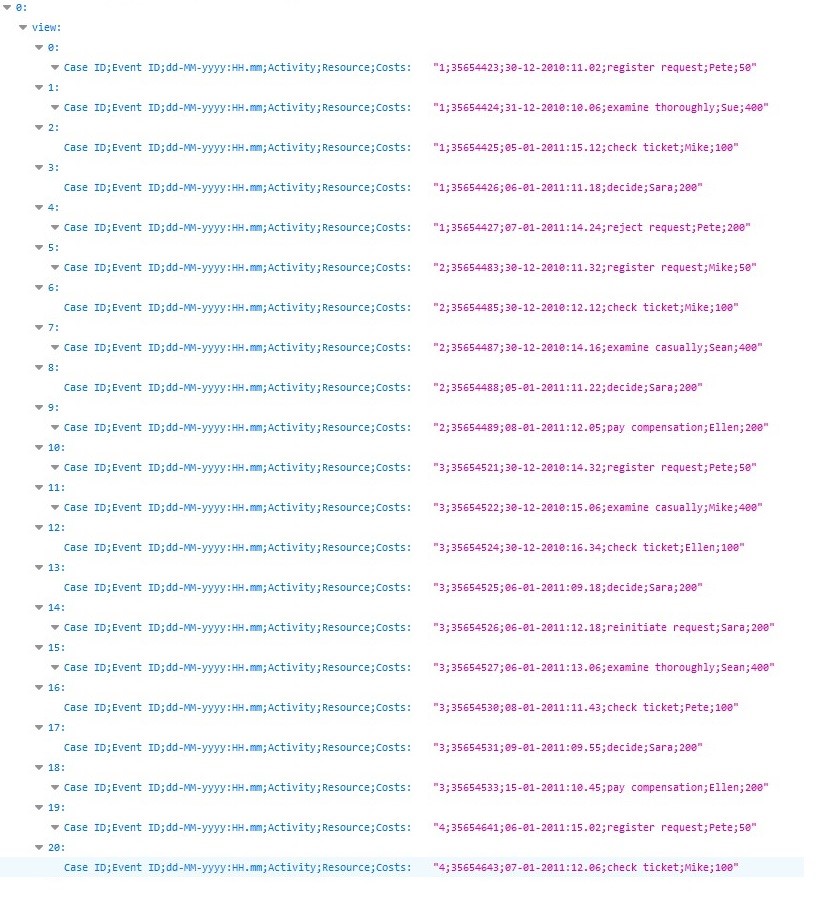 0:
view:
0:
Case ID;Event ID;dd-MM-yyyy:HH.mm;Activity;Resource;Costs: "1;35654423;30-12-2010:11.02;register request;Pete;50"
1:
Case ID;Event ID;dd-MM-yyyy:HH.mm;Activity;Resource;Costs: "1;35654424;31-12-2010:10.06;examine thoroughly;Sue;400"
2:
Case ID;Event ID;dd-MM-yyyy:HH.mm;Activity;Resource;Costs: "1;35654425;05-01-2011:15.12;check ticket;Mike;100"
3:
Case ID;Event ID;dd-MM-yyyy:HH.mm;Activity;Resource;Costs: "1;35654426;06-01-2011:11.18;decide;Sara;200"
4:
Case ID;Event ID;dd-MM-yyyy:HH.mm;Activity;Resource;Costs: "1;35654427;07-01-2011:14.24;reject request;Pete;200"
5:
Case ID;Event ID;dd-MM-yyyy:HH.mm;Activity;Resource;Costs: "2;35654483;30-12-2010:11.32;register request;Mike;50"
6:
Case ID;Event ID;dd-MM-yyyy:HH.mm;Activity;Resource;Costs: "2;35654485;30-12-2010:12.12;check ticket;Mike;100"
7:
Case ID;Event ID;dd-MM-yyyy:HH.mm;Activity;Resource;Costs: "2;35654487;30-12-2010:14.16;examine casually;Sean;400"
8:
Case ID;Event ID;dd-MM-yyyy:HH.mm;Activity;Resource;Costs: "2;35654488;05-01-2011:11.22;decide;Sara;200"
9:
Case ID;Event ID;dd-MM-yyyy:HH.mm;Activity;Resource;Costs: "2;35654489;08-01-2011:12.05;pay compensation;Ellen;200"
10:
Case ID;Event ID;dd-MM-yyyy:HH.mm;Activity;Resource;Costs: "3;35654521;30-12-2010:14.32;register request;Pete;50"
11:
Case ID;Event ID;dd-MM-yyyy:HH.mm;Activity;Resource;Costs: "3;35654522;30-12-2010:15.06;examine casually;Mike;400"
12:
Case ID;Event ID;dd-MM-yyyy:HH.mm;Activity;Resource;Costs: "3;35654524;30-12-2010:16.34;check ticket;Ellen;100"
13:
Case ID;Event ID;dd-MM-yyyy:HH.mm;Activity;Resource;Costs: "3;35654525;06-01-2011:09.18;decide;Sara;200"
14:
Case ID;Event ID;dd-MM-yyyy:HH.mm;Activity;Resource;Costs: "3;35654526;06-01-2011:12.18;reinitiate request;Sara;200"
15:
Case ID;Event ID;dd-MM-yyyy:HH.mm;Activity;Resource;Costs: "3;35654527;06-01-2011:13.06;examine thoroughly;Sean;400"
16:
Case ID;Event ID;dd-MM-yyyy:HH.mm;Activity;Resource;Costs: "3;35654530;08-01-2011:11.43;check ticket;Pete;100"
17:
Case ID;Event ID;dd-MM-yyyy:HH.mm;Activity;Resource;Costs: "3;35654531;09-01-2011:09.55;decide;Sara;200"
18:
Case ID;Event ID;dd-MM-yyyy:HH.mm;Activity;Resource;Costs: "3;35654533;15-01-2011:10.45;pay compensation;Ellen;200"
19:
Case ID;Event ID;dd-MM-yyyy:HH.mm;Activity;Resource;Costs: "4;35654641;06-01-2011:15.02;register request;Pete;50"
20:
Case ID;Event ID;dd-MM-yyyy:HH.mm;Activity;Resource;Costs: "4;35654643;07-01-2011:12.06;check ticket;Mike;100"